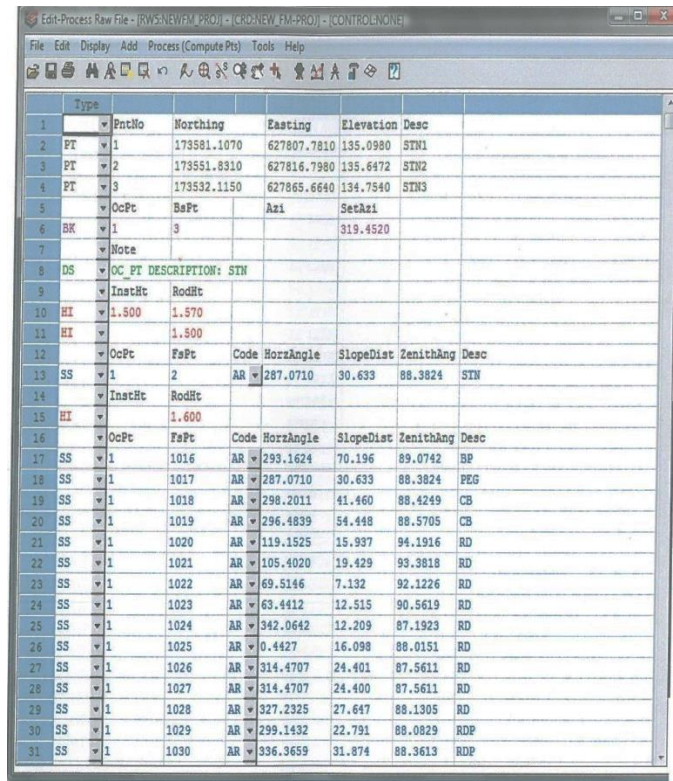 Edit-Process Raw File - [RW5:NEWFM_PROJ] - [CRD:NEW_FM-PROJ] - [CONTROL:NONE]
File Edit Display Add Process (Compute Pts) Tools Help
Type
1 PntNo Northing Easting Elevation Desc
2 PT 1 173581.1070 627807.7810 135.0980 STN1
3 PT 2 173551.8310 627816.7980 135.6472 STN2
4 PT 3 173532.1150 627865.6640 134.7540 STN3
5 OcPt BsPt Azi SetAzi
6 BK 1 3 319.4520
7 Note
8 DS OC_PT DESCRIPTION: STN
9 InstHt RodHt
10 HI 1.500 1.570
11 HI 1.500
12 OcPt FsPt Code HorzAngle SlopeDist ZenithAng Desc
13 SS 1 2 AR 287.0710 30.633 88.3824 STN
14 InstHt RodHt
15 HI 1.600
16 OcPt FsPt Code HorzAngle SlopeDist ZenithAng Desc
17 SS 1 1016 AR 293.1624 70.196 89.0742 BP
18 SS 1 1017 AR 287.0710 30.633 88.3824 PEG
19 SS 1 1018 AR 298.2011 41.460 88.4249 CB
20 SS 1 1019 AR 296.4839 54.448 88.5705 CB
21 SS 1 1020 AR 119.1525 15.937 94.1916 RD
22 SS 1 1021 AR 105.4020 19.429 93.3818 RD
23 SS 1 1022 AR 69.5146 7.132 92.1226 RD
24 SS 1 1023 AR 63.4412 12.515 90.5619 RD
25 SS 1 1024 AR 342.0642 12.209 87.1923 RD
26 SS 1 1025 AR 0.4427 16.098 88.0151 RD
27 SS 1 1026 AR 314.4707 24.401 87.5611 RD
28 SS 1 1027 AR 314.4707 24.400 87.5611 RD
29 SS 1 1028 AR 327.2325 27.647 88.1305 RD
30 SS 1 1029 AR 299.1432 22.791 88.0829 RDP
31 SS 1 1030 AR 336.3659 31.874 88.3613 RDP